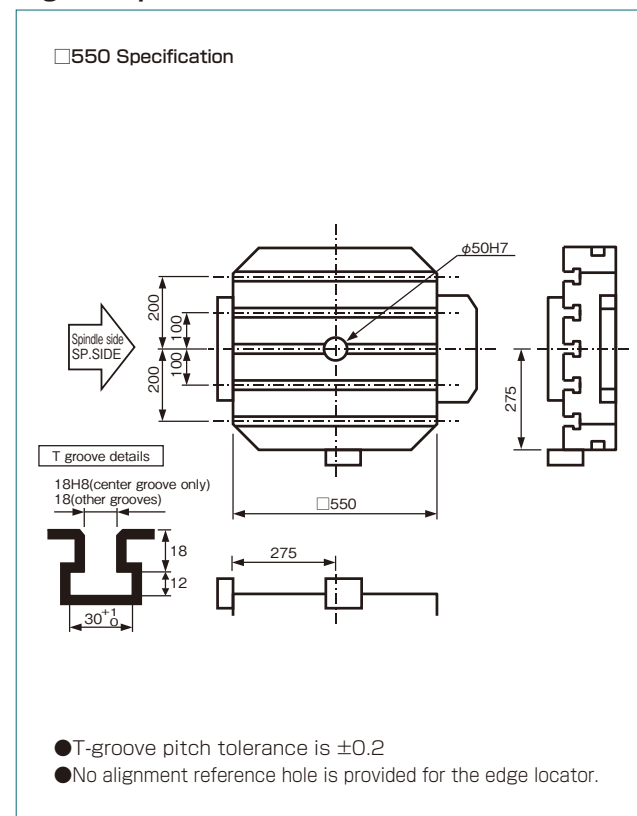 □550 Specification
φ50H7
200
100
100
200
Spindle side
SP.SIDE
275
T groove details
18H8(center groove only)
18(other grooves)
□550
18
12
30+1 0
275
●T-groove pitch tolerance is ±0.2
●No alignment reference hole is provided for the edge locator.